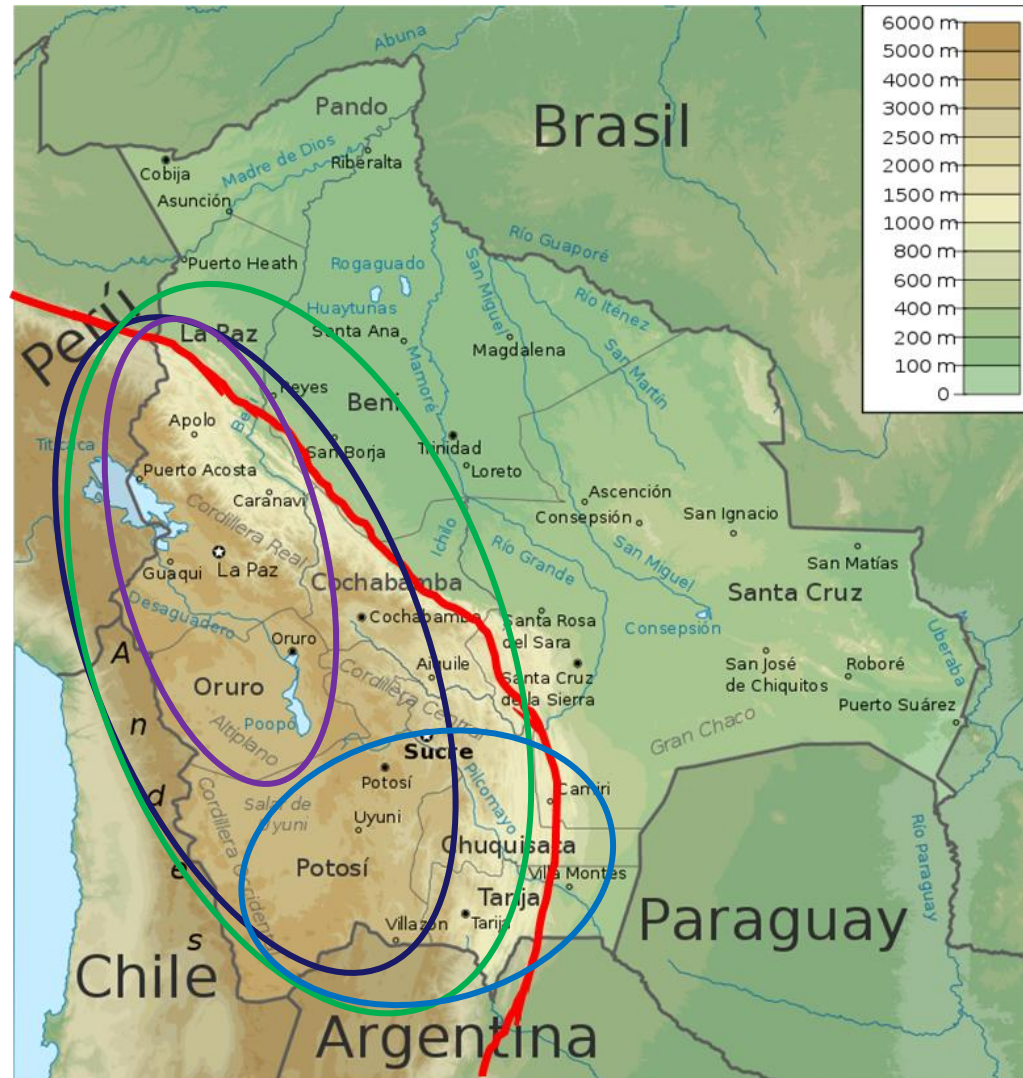 6000 m
5000 m
4000 m
3000 m
2500 m
2000 m
1500 m
1000 m
800 m
600 m
400 m
200 m
100 m
0
Abuna
Pando
Brasil
Cobija
Madre de Dios
Riberalta
Asunción
Puerto Heath
Río Guaporé
Rogaguado
San Miguel
Perú
Huaytunas
Río Iténez
La Paz
Santa Ana
Magdalena
San Martín
Mamoré
Reyes
Beni
Apolo
Beni
Titicaca
San Borja
Trinidad
Loreto
Puerto Acosta
Caranavi
Ascención
Consepción
San Ignacio
Cordillera Real
Ichilo
Río Grande
San Miguel
Guaqui
La Paz
San Matías
Cochabamba
Santa Cruz
Desaguadero
Cochabamba
Santa Rosa
del Sara
Consepción
Uberaba
Oruro
Andes
Aiquile
Santa Cruz
de la Sierra
San José
de Chiquitos
Roboré
Oruro
Cordillera Central
Puerto Suárez
Poopó
Altiplano
Gran Chaco
Sucre
Potosí
Pilcomayo
Salar de
Uyuni
Camiri
Uyuni
Cordillera Occidental
Chuquisaca
Río Paraguay
Potosí
Villa Montes
Tarija
Tarija
Villazon
Paraguay
Chile
Argentina